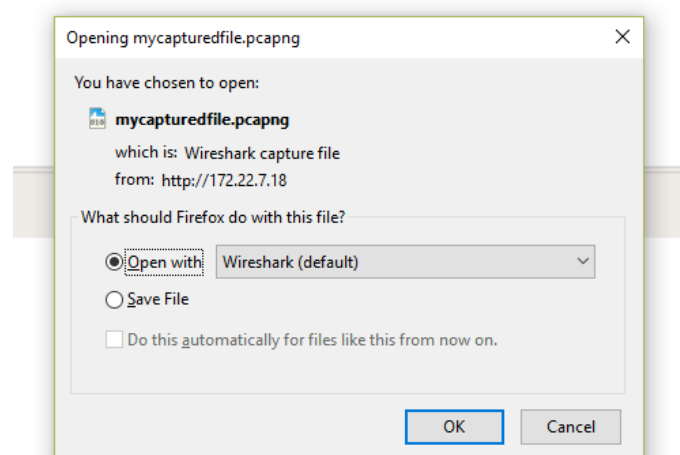 Opening mycapturedfile.pcapng
You have chosen to open:
mycapturedfile.pcapng
which is: Wireshark capture file
from: http://172.22.7.18
What should Firefox do with this file?
Open with Wireshark (default)
Save File
Do this automatically for files like this from now on.
OK Cancel